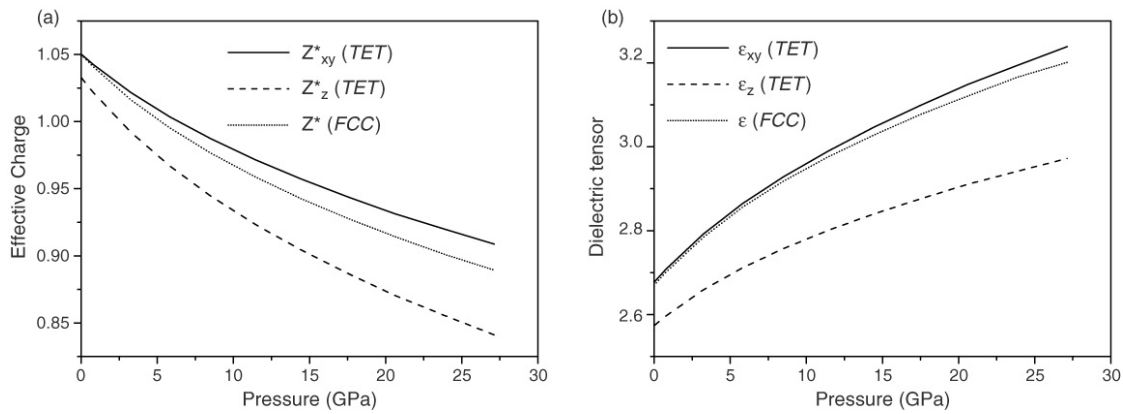 (a)
Effective Charge
1.05
1.00
0.95
0.90
0.85
Z*xy (TET)
Z*z (TET)
Z* (FCC)
0 5 10 15 20 25 30
Pressure (GPa)
(b)
Dielectric tensor
3.2
3.0
2.8
2.6
εxy (TET)
εz (TET)
ε (FCC)
0 5 10 15 20 25 30
Pressure (GPa)